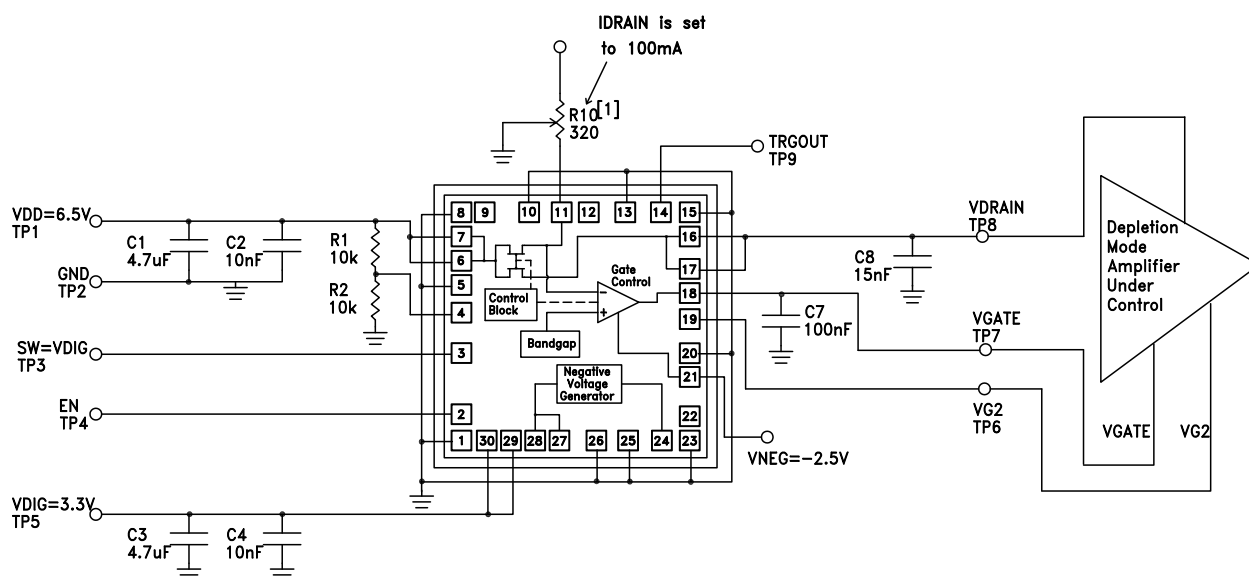 IDRAIN is set
to 100mA
R10[1]
320
TRGOUT
TP9
VDD=6.5V
TP1
C1
4.7uF
C2
10nF
R1
10k
GND
TP2
R2
10k
SW=VDIG
TP3
EN
TP4
VDIG=3.3V
TP5
C3
4.7uF
C4
10nF
8
9
10
11
12
13
14
15
7
6
5
4
3
2
1
16
17
18
19
20
21
22
30
29
28
27
26
25
24
23
Gate
Control
Control
Block
−
+
Bandgap
Negative
Voltage
Generator
VNEG=-2.5V
C7
100nF
C8
15nF
VDRAIN
TP8
VGATE
TP7
VG2
TP6
Depletion
Mode
Amplifier
Under
Control
VGATE
VG2